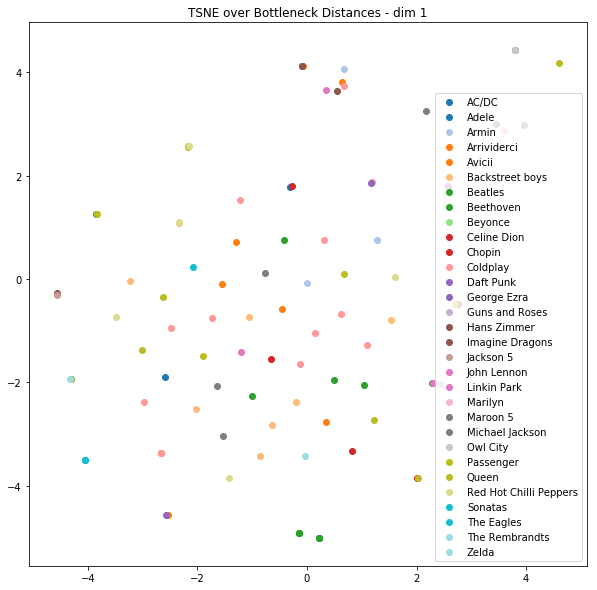 TSNE over Bottleneck Distances - dim 1
4
2
0
−2
−4
−4
−2
0
2
4
AC/DC
Adele
Armin
Arrividerci
Avicii
Backstreet boys
Beatles
Beethoven
Beyonce
Celine Dion
Chopin
Coldplay
Daft Punk
George Ezra
Guns and Roses
Hans Zimmer
Imagine Dragons
Jackson 5
John Lennon
Linkin Park
Marilyn
Maroon 5
Michael Jackson
Owl City
Passenger
Queen
Red Hot Chilli Peppers
Sonatas
The Eagles
The Rembrandts
Zelda